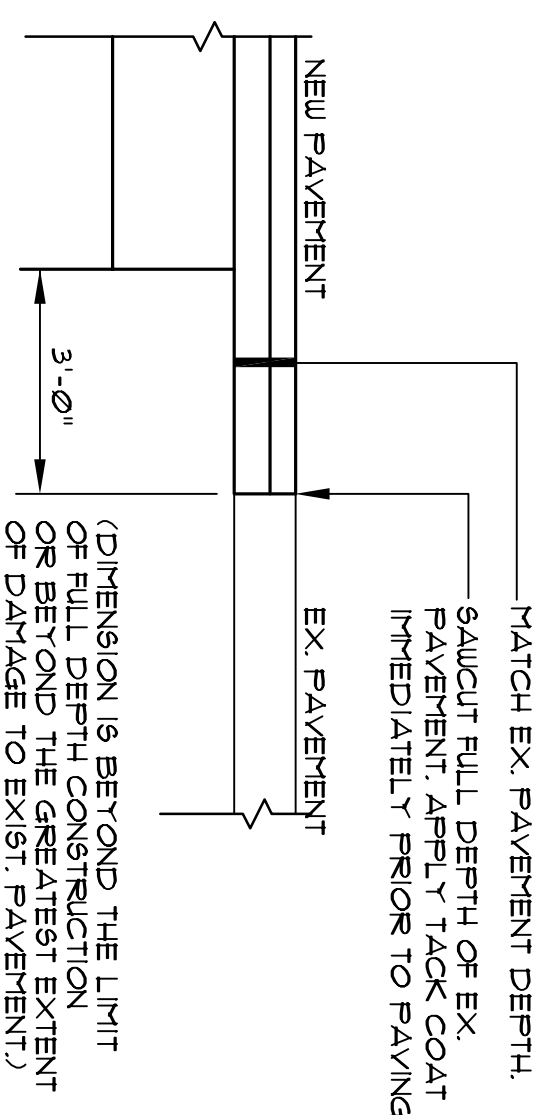 MATCH EX. PAVEMENT DEPTH.
SAWCUT FULL DEPTH OF EX.
PAVEMENT. APPLY TACK COAT
IMMEDIATELY PRIOR TO PAVING
NEW PAVEMENT
EX. PAVEMENT
3'-0"
(DIMENSION IS BEYOND THE LIMIT
OF FULL DEPTH CONSTRUCTION
OR BEYOND THE GREATEST EXTENT
OF DAMAGE TO EXIST. PAVEMENT.)